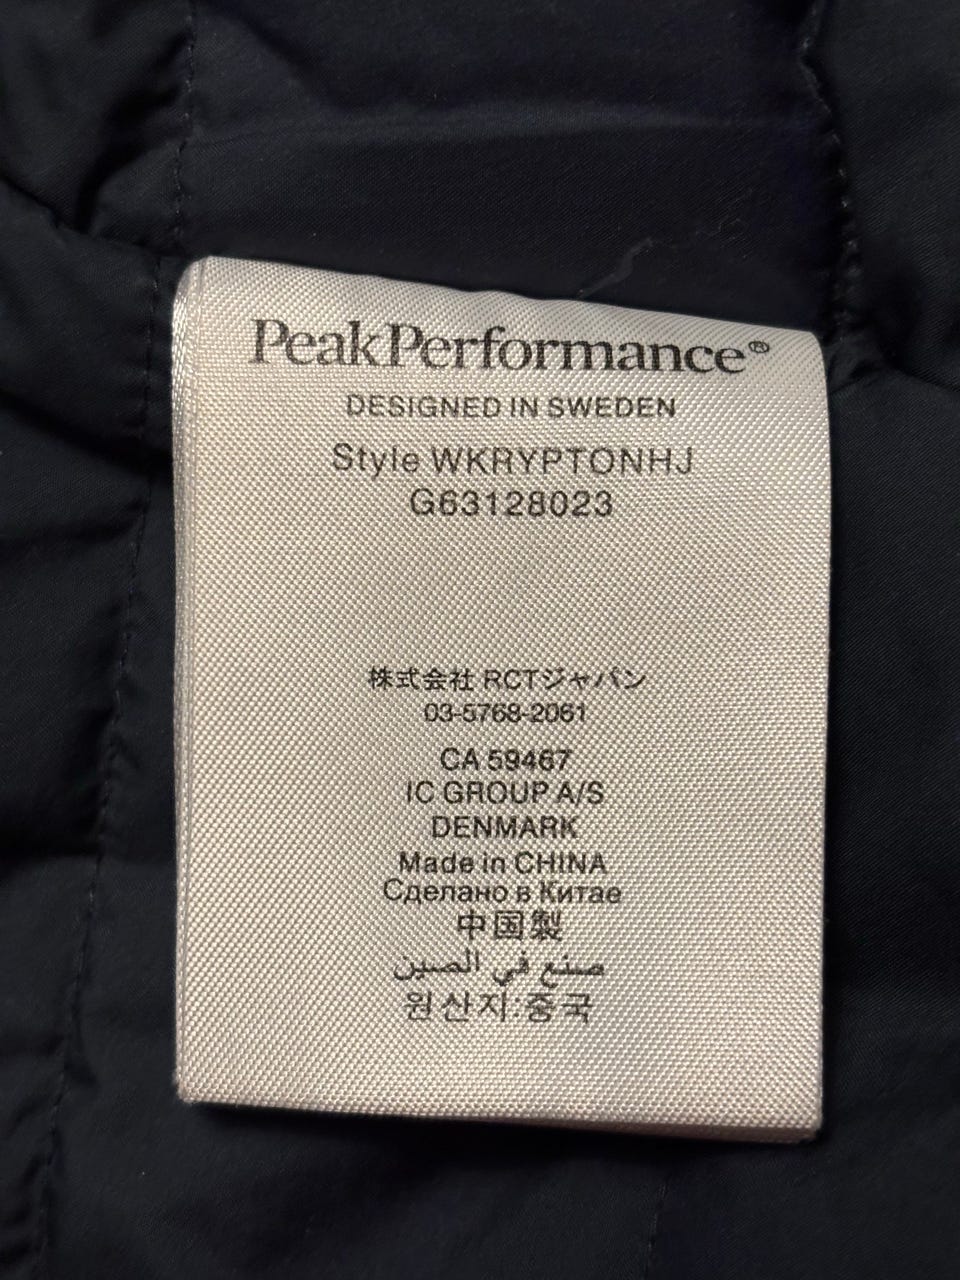 PeakPerformance®
DESIGNED IN SWEDEN
Style WKRYPTONHJ
G63128023
株式会社 RCTジャパン
03-5768-2061
CA 59467
IC GROUP A/S
DENMARK
Made in CHINA
Сделано в Китае
中国製
صنع في الصين
원산지:중국